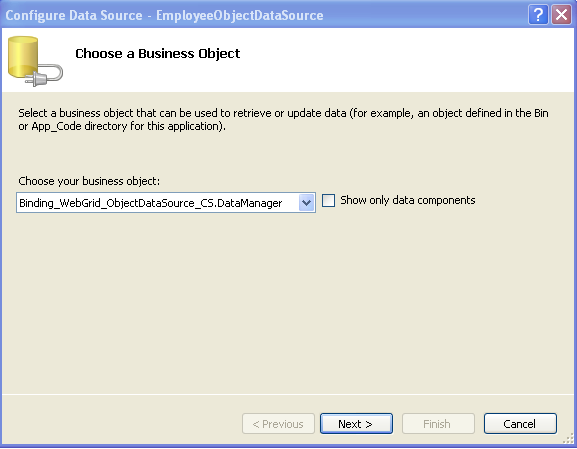 Configure Data Source - EmployeeObjectDataSource
Choose a Business Object
Select a business object that can be used to retrieve or update data (for example, an object defined in the Bin
or App_Code directory for this application).
Choose your business object:
Binding_WebGrid_ObjectDataSource_CS.DataManager
Show only data components
< Previous
Next >
Finish
Cancel